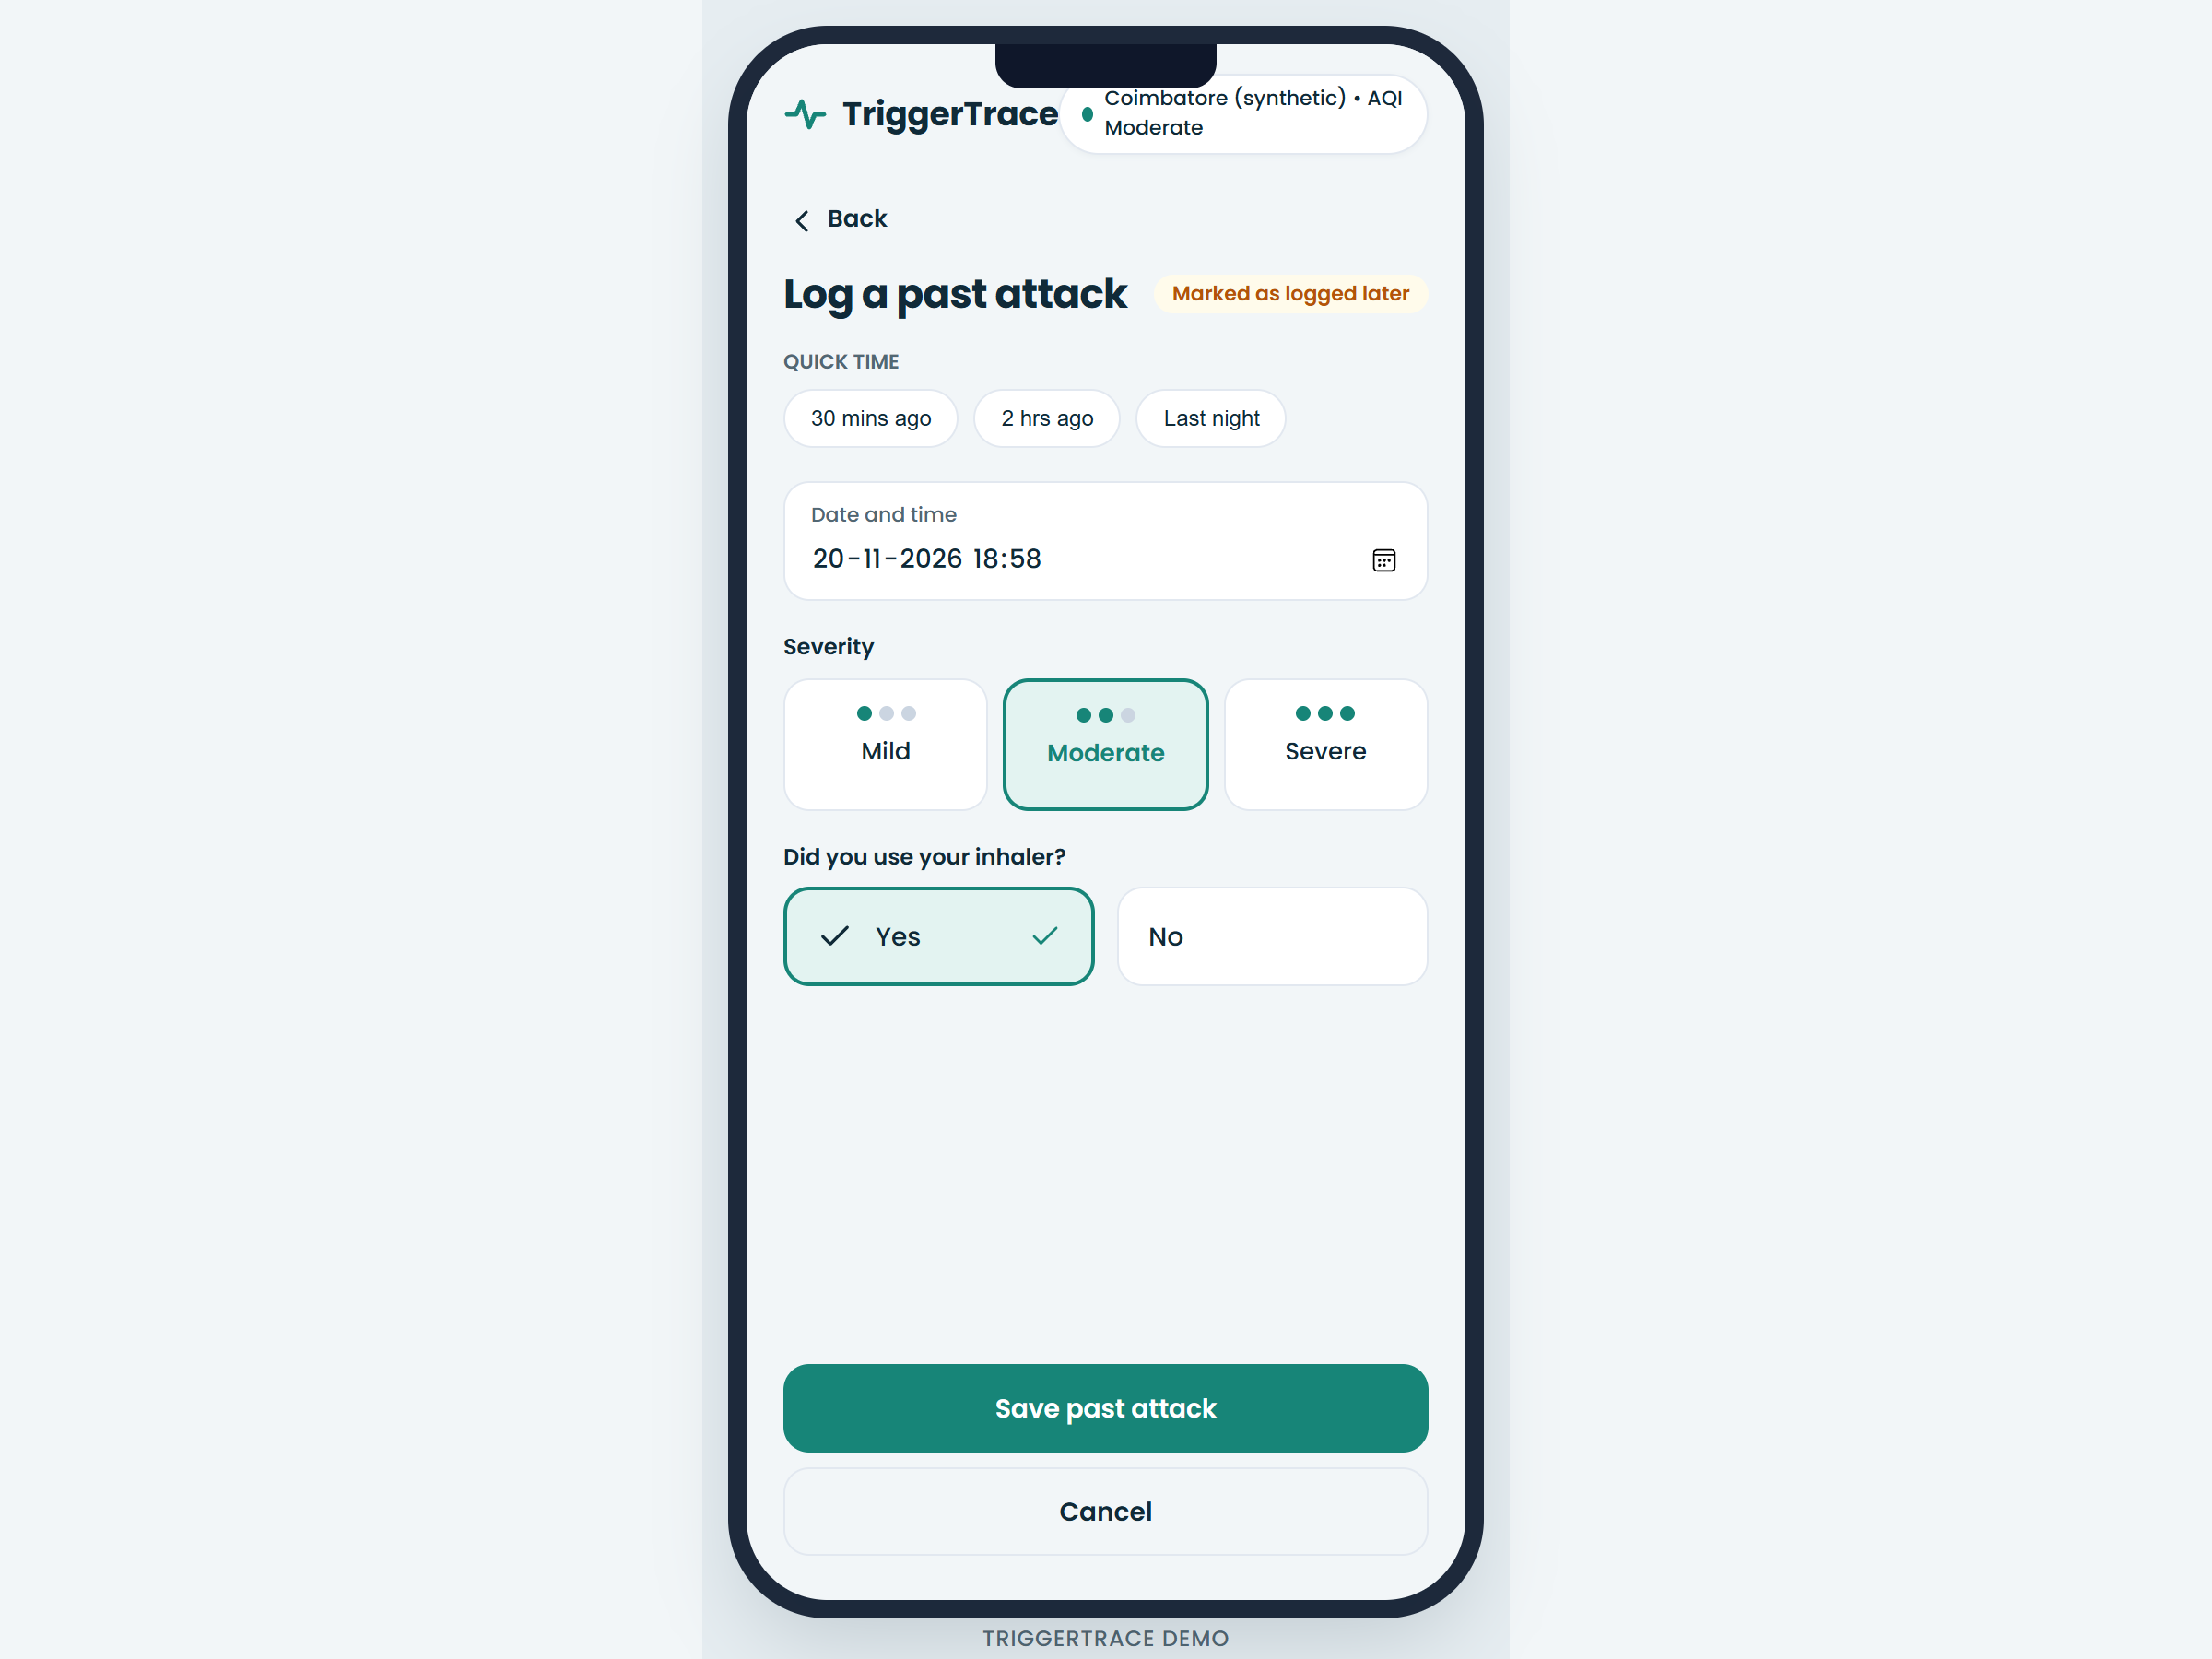 TriggerTrace
Coimbatore (synthetic) • AQI
Moderate
Back
Log a past attack
Marked as logged later
QUICK TIME
30 mins ago
2 hrs ago
Last night
Date and time
20-11-2026 18:58
Severity
Mild
Moderate
Severe
Did you use your inhaler?
Yes
No
Save past attack
Cancel
TRIGGERTRACE DEMO